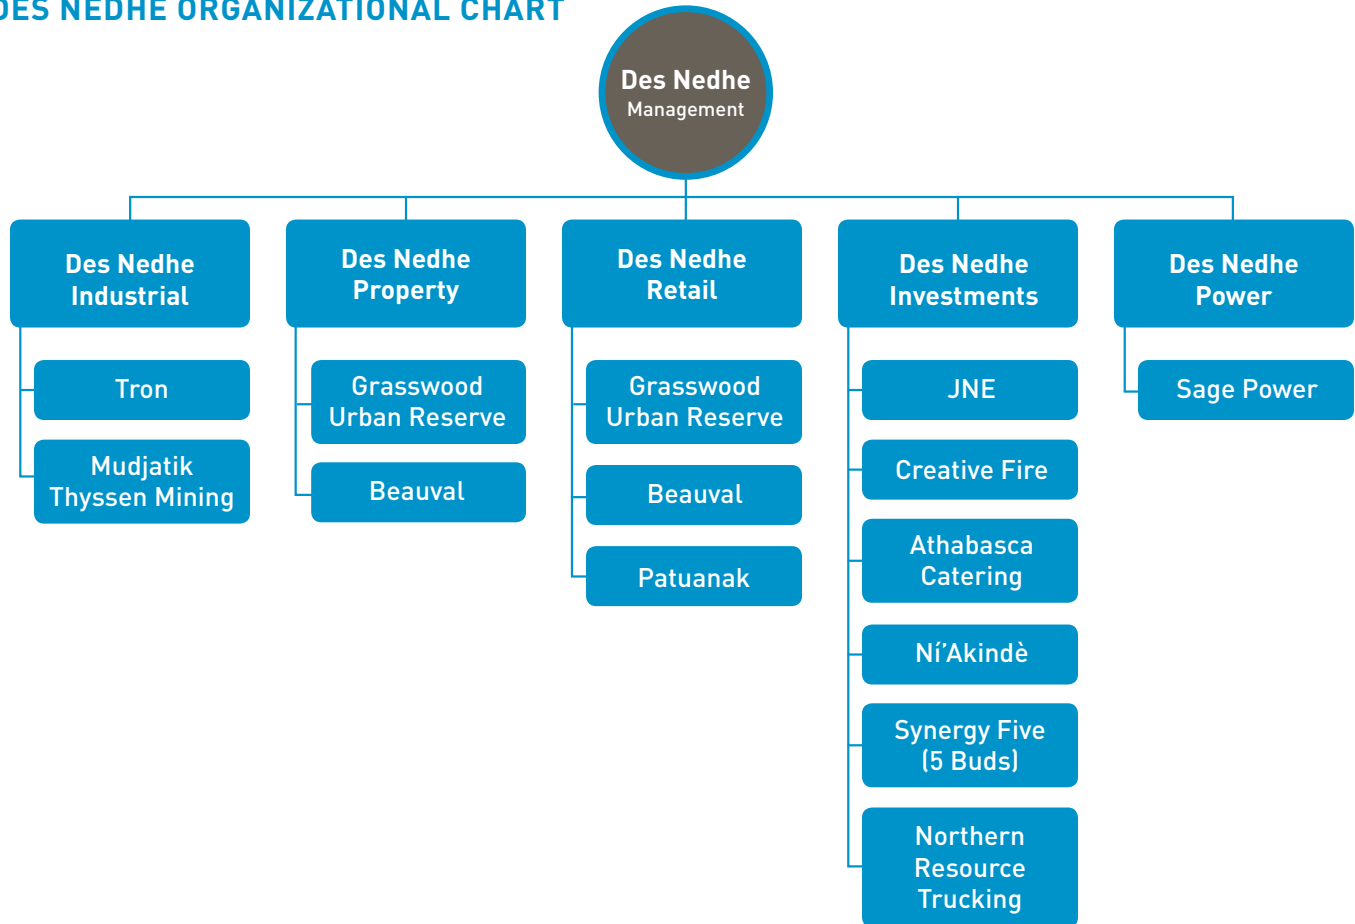 DES NEDHE ORGANIZATIONAL CHART
Des Nedhe
Management
Des Nedhe
Industrial
Tron
Mudjatik
Thyssen Mining
Des Nedhe
Property
Grasswood
Urban Reserve
Beauval
Des Nedhe
Retail
Grasswood
Urban Reserve
Beauval
Patuanak
Des Nedhe
Investments
JNE
Creative Fire
Athabasca
Catering
Ní’Akindè
Synergy Five
(5 Buds)
Northern
Resource
Trucking
Des Nedhe
Power
Sage Power